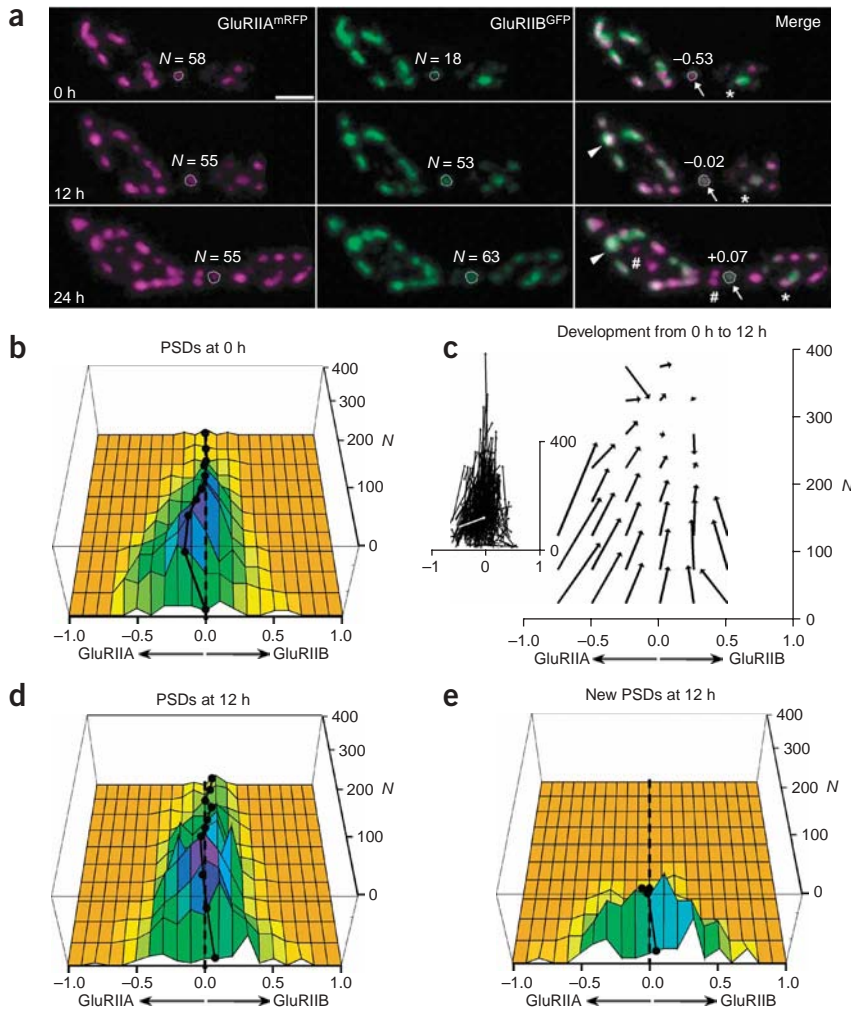 a
GluRIIAmRFP GluRIIBGFP Merge
N = 58 N = 18 –0.53
0 h *
N = 55 N = 53 –0.02
12 h *
N = 55 N = 63 +0.07
24 h # # *
b
PSDs at 0 h
400
300
200 N
100
0
–1.0 –0.5 0.0 0.5 1.0
GluRIIA GluRIIB
c
Development from 0 h to 12 h
400
0
–1 0 1
400
300
200 N
100
0
–1.0 –0.5 0.0 0.5 1.0
GluRIIA GluRIIB
d
PSDs at 12 h
400
300
200 N
100
0
–1.0 –0.5 0.0 0.5 1.0
GluRIIA GluRIIB
e
New PSDs at 12 h
400
300
200 N
100
0
–1.0 –0.5 0.0 0.5 1.0
GluRIIA GluRIIB